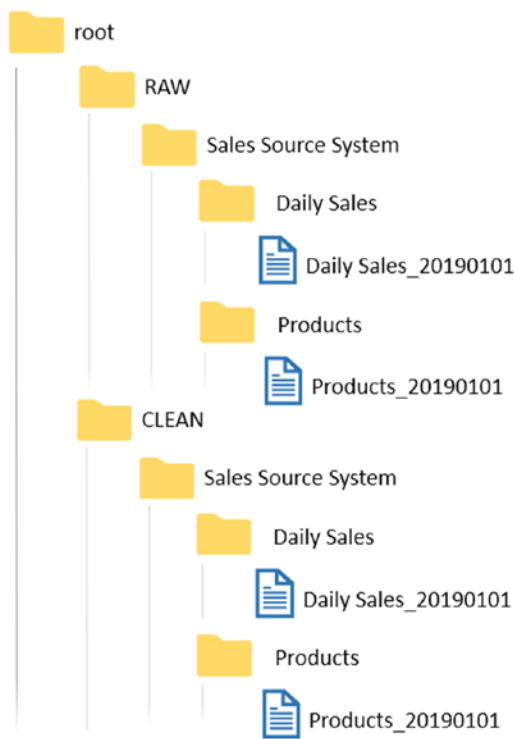 root
RAW
Sales Source System
Daily Sales
Daily Sales_20190101
Products
Products_20190101
CLEAN
Sales Source System
Daily Sales
Daily Sales_20190101
Products
Products_20190101